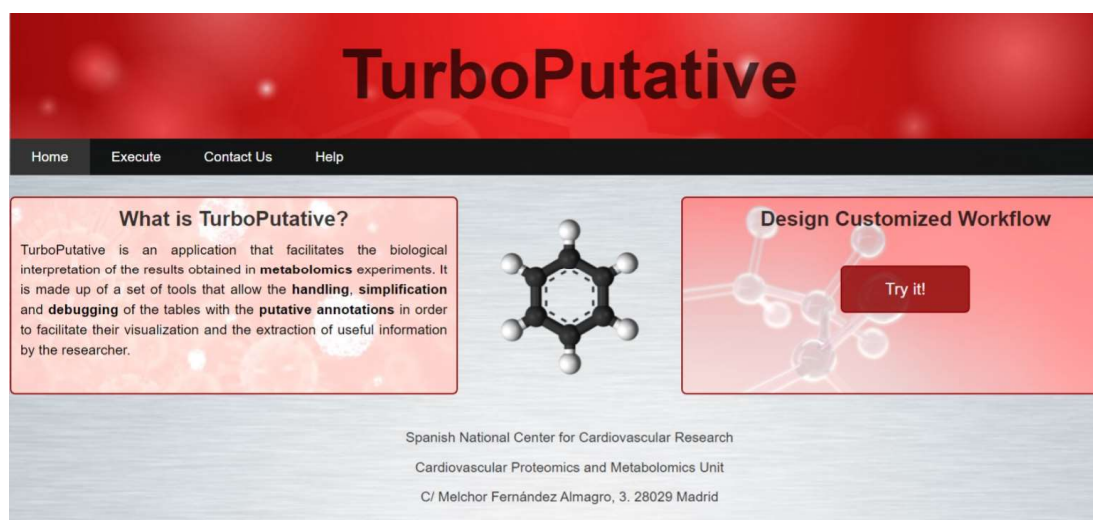 TurboPutative
Home Execute Contact Us Help
What is TurboPutative?
TurboPutative is an application that facilitates the biological
interpretation of the results obtained in metabolomics experiments. It
is made up of a set of tools that allow the handling, simplification
and debugging of the tables with the putative annotations in order
to facilitate their visualization and the extraction of useful information
by the researcher.
Design Customized Workflow
Try it!
Spanish National Center for Cardiovascular Research
Cardiovascular Proteomics and Metabolomics Unit
C/ Melchor Fernández Almagro, 3. 28029 Madrid